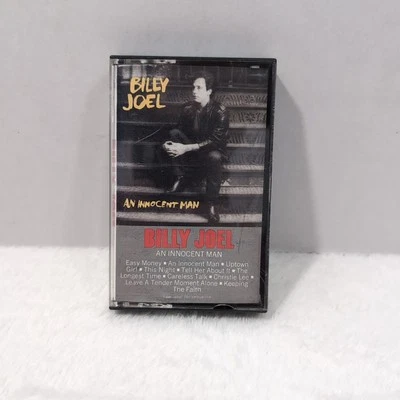 BILLY
JOEL
AN INNOCENT MAN
BILLY JOEL
AN INNOCENT MAN
Easy Money • An Innocent Man • Uptown
Girl • This Night • Tell Her About It • The
Longest Time • Careless Talk • Christie Lee •
Leave A Tender Moment Alone • Keeping
The Faith